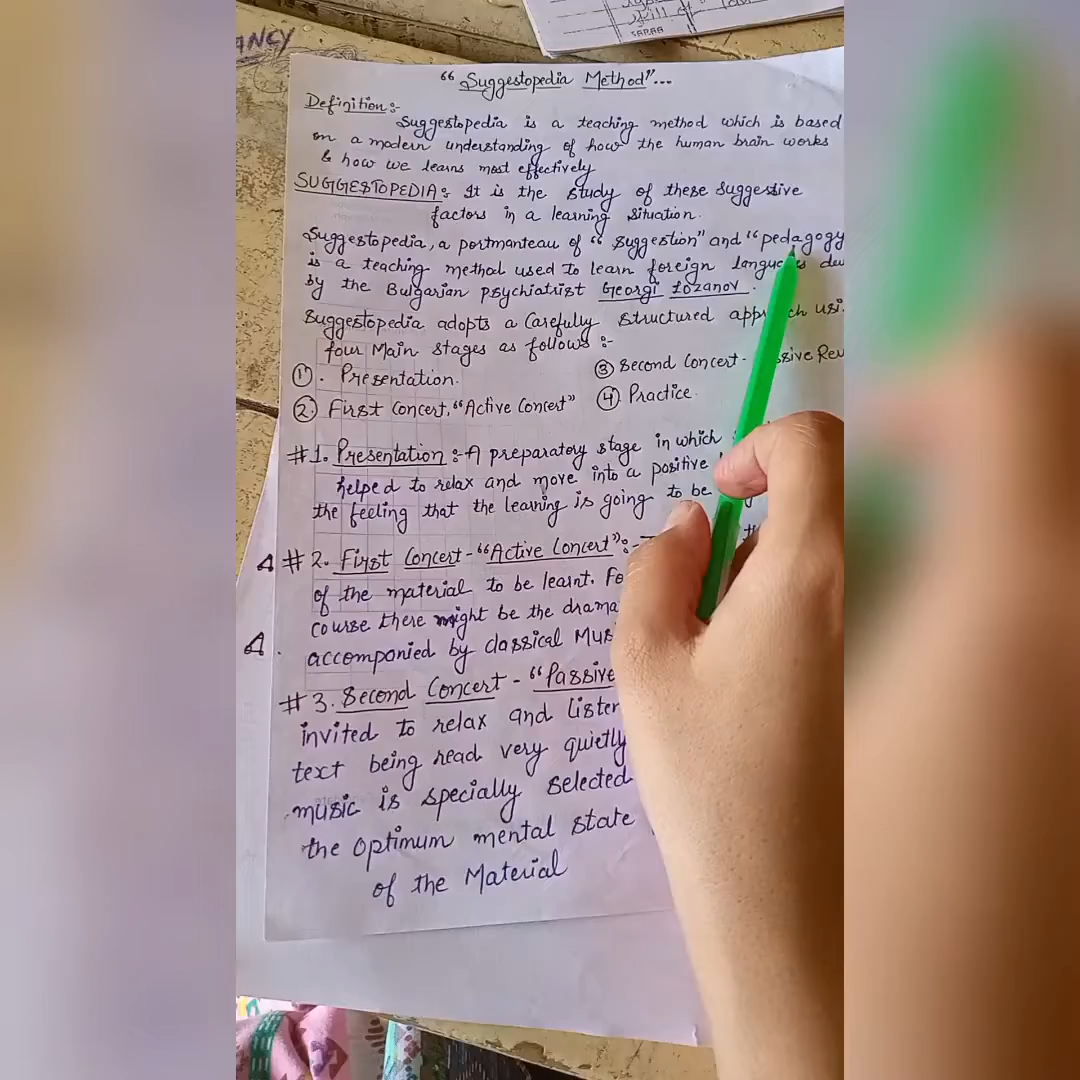 ANCY
SAPAA
"Suggestopedia Method"...
Definition:-
Suggestopedia is a teaching method which is based
on a modern understanding of how the human brain works
& how we learns most effectively
SUGGESTOPEDIA: It is the study of these suggestive
factors in a learning situation.
Suggestopedia, a portmanteau of "suggestion" and "pedagogy
is a teaching method used to learn foreign
by the Bulgarian psychiatrist Georgi Lozanov.
Suggestopedia adopts a Carefully structured
four Main stages as follows:-
① . Presentation.
② First Concert, "Active Concert"
③ Second Concert -
④ Practice
#1. Presentation :- A preparatory stage in which
helped to relax and move into a positive
the feeling that the learning is going to be
#2. First Concert - "Active Concert":-
of the material to be learnt.
course there might be the
accompanied by classical
#3. Second Concert - "Passive
invited to relax and
text being read very quietly
music is specially selected
the optimum mental state
of the Material